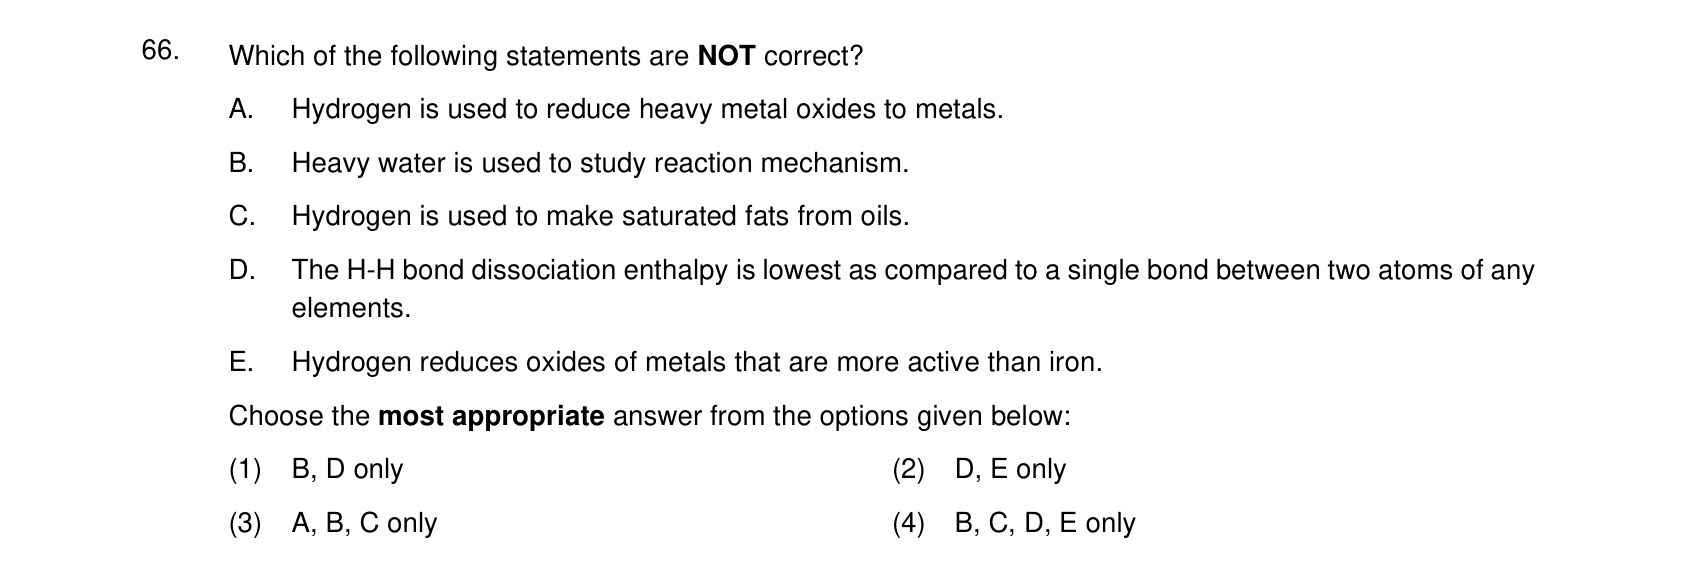 66. Which of the following statements are NOT correct?
A. Hydrogen is used to reduce heavy metal oxides to metals.
B. Heavy water is used to study reaction mechanism.
C. Hydrogen is used to make saturated fats from oils.
D. The H-H bond dissociation enthalpy is lowest as compared to a single bond between two atoms of any
elements.
E. Hydrogen reduces oxides of metals that are more active than iron.
Choose the most appropriate answer from the options given below:
(1) B, D only (2) D, E only
(3) A, B, C only (4) B, C, D, E only